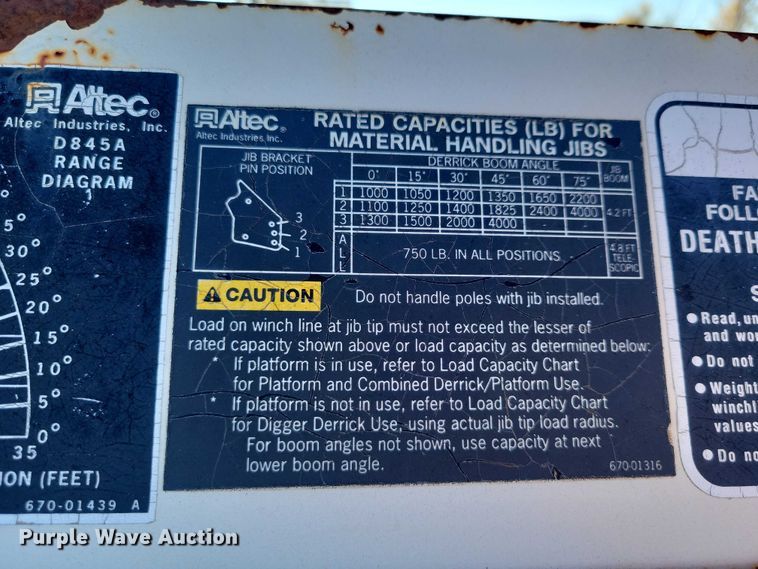 Altec®
Altec Industries, Inc.
D845A
RANGE
DIAGRAM
5°
30°
25°
20°
15°
10°
5°
0°
35
ION (FEET)
670-01439 A
Altec®
Altec Industries, Inc.
RATED CAPACITIES (LB) FOR
MATERIAL HANDLING JIBS
JIB BRACKET
PIN POSITION
3
2
1
DERRICK BOOM ANGLE
JIB
BOOM
0° 15° 30° 45° 60° 75°
1 1000 1050 1200 1350 1650 2200
2 1100 1250 1400 1825 2400 4000 4.2 FT
3 1300 1500 2000 4000 - -
ALL
750 LB. IN ALL POSITIONS
4.8 FT
TELE-
SCOPIC
CAUTION
Do not handle poles with jib installed.
Load on winch line at jib tip must not exceed the lesser of
rated capacity shown above or load capacity as determined below:
* If platform is in use, refer to Load Capacity Chart
for Platform and Combined Derrick/Platform Use.
* If platform is not in use, refer to Load Capacity Chart
for Digger Derrick Use, using actual jib tip load radius.
For boom angles not shown, use capacity at next
lower boom angle.
670-01316
FA
FOLL
DEATH
S
• Read, un
and wo
• Do not
• Weight
winchl
values
• Do no
Purple Wave Auction